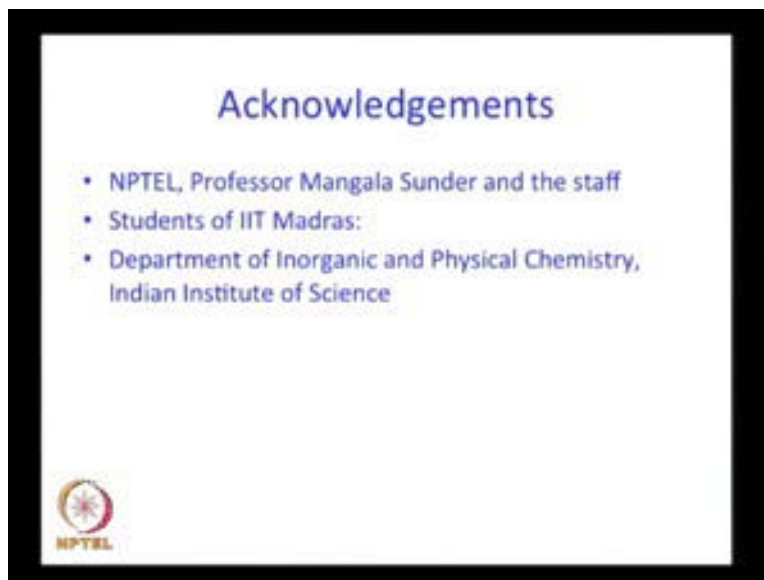 Acknowledgements
• NPTEL, Professor Mangala Sunder and the staff
• Students of IIT Madras:
• Department of Inorganic and Physical Chemistry,
Indian Institute of Science
NPTEL